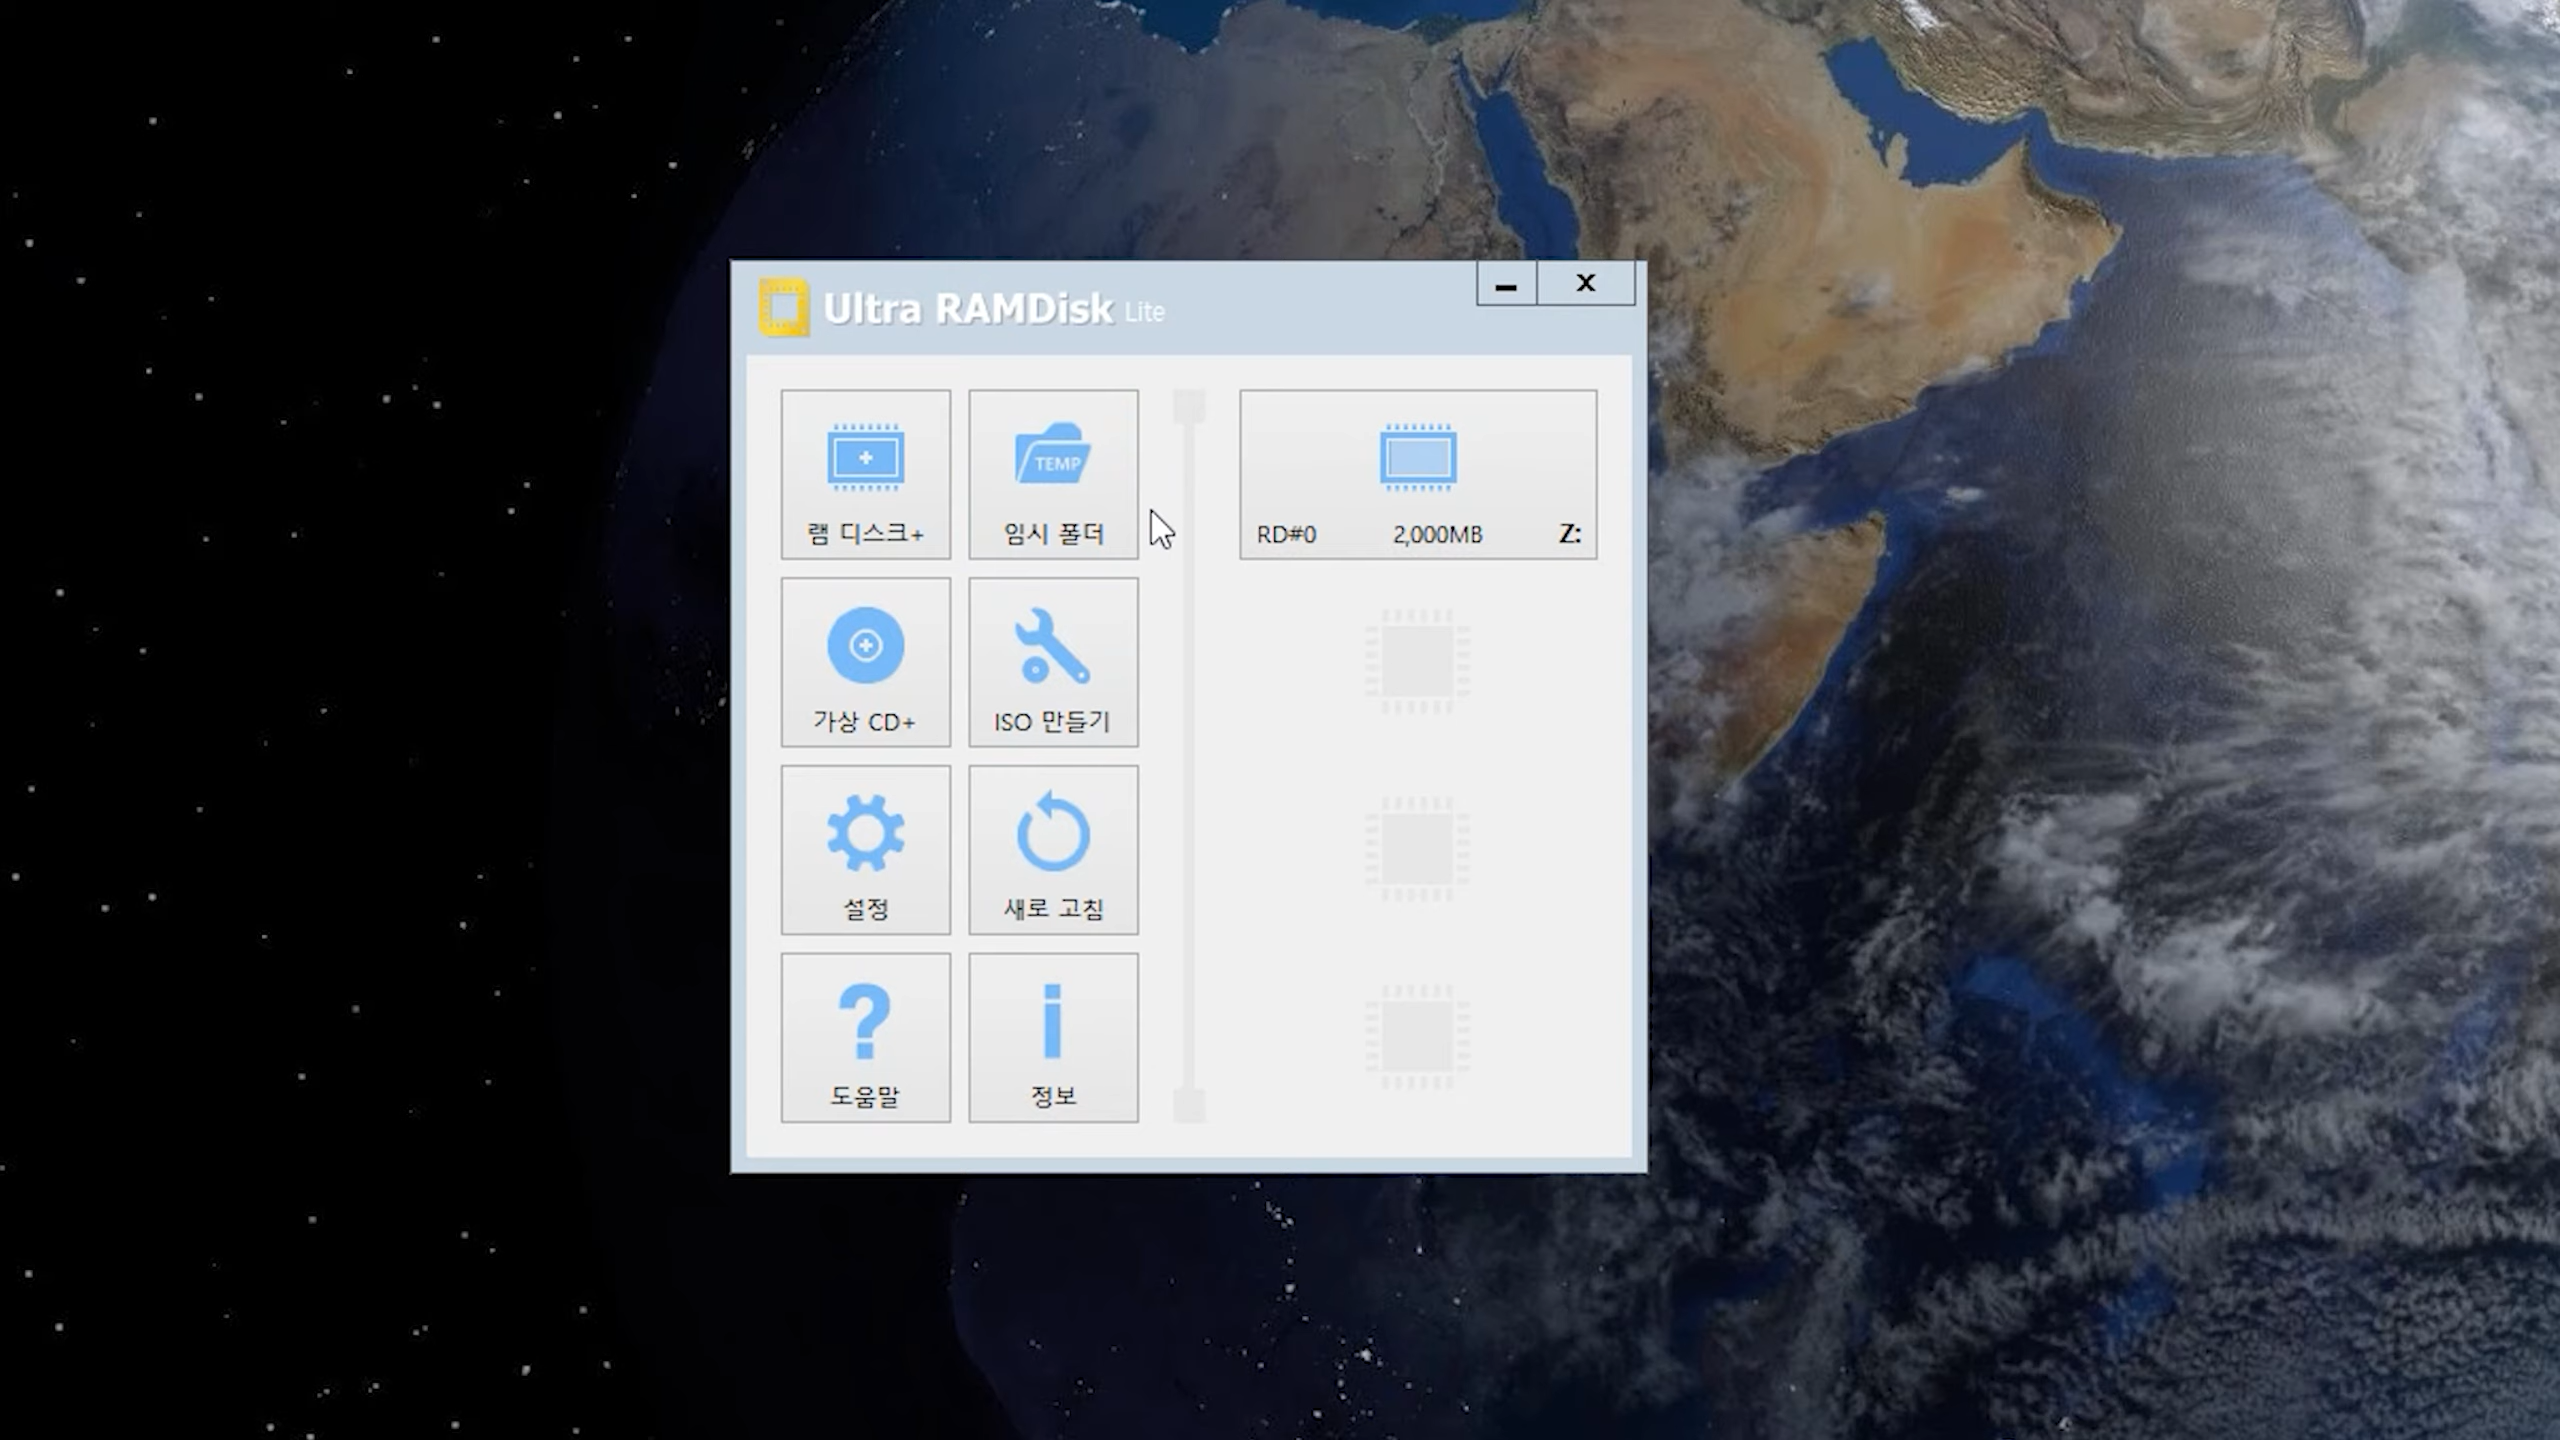 Ultra RAMDisk Lite
램 디스크+
TEMP
임시 폴더
RD#0 2,000MB Z:
가상 CD+
ISO 만들기
설정
새로 고침
?
도움말
i
정보